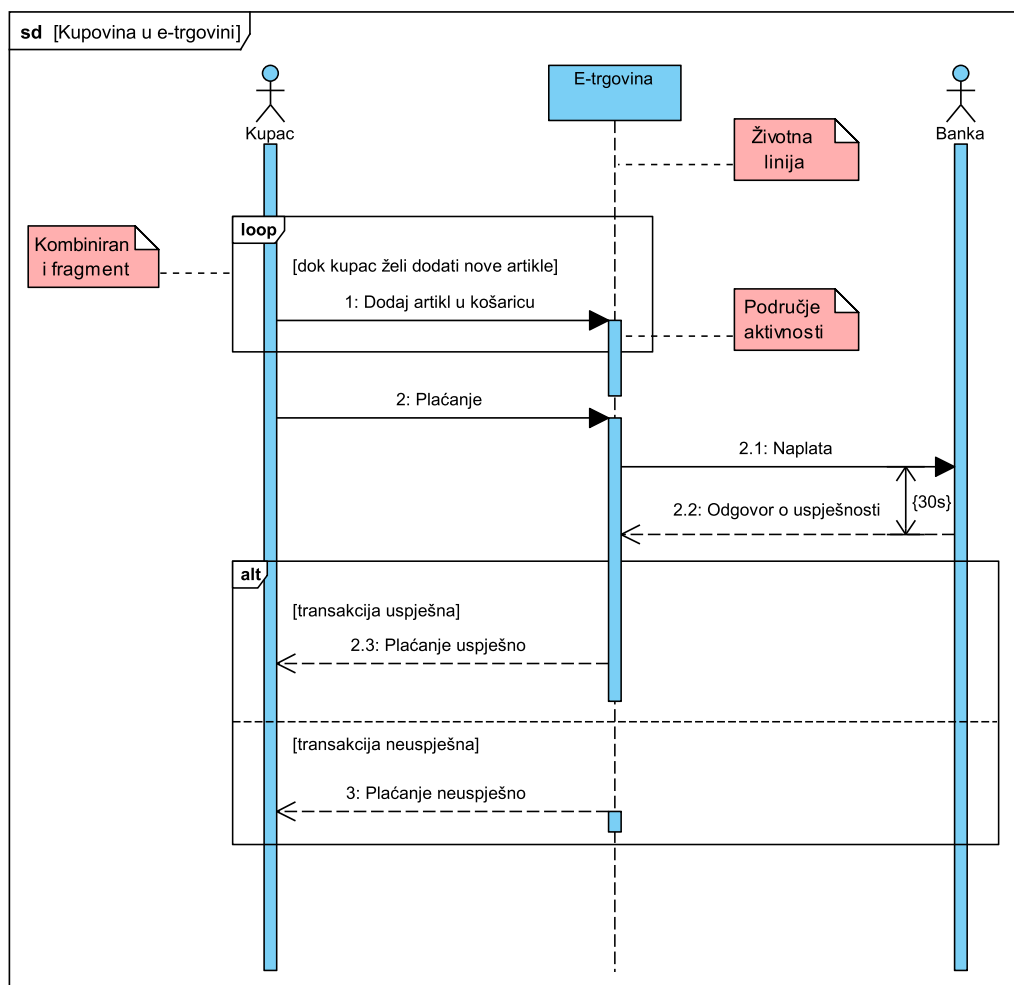 sd [Kupovina u e-trgovini]
Kupac
E-trgovina
Banka
Životna
linija
Kombiniran
i fragment
loop
[dok kupac želi dodati nove artikle]
1: Dodaj artikl u košaricu
Područje
aktivnosti
2: Plaćanje
2.1: Naplata
{30s}
2.2: Odgovor o uspješnosti
alt
[transakcija uspješna]
2.3: Plaćanje uspješno
[transakcija neuspješna]
3: Plaćanje neuspješno